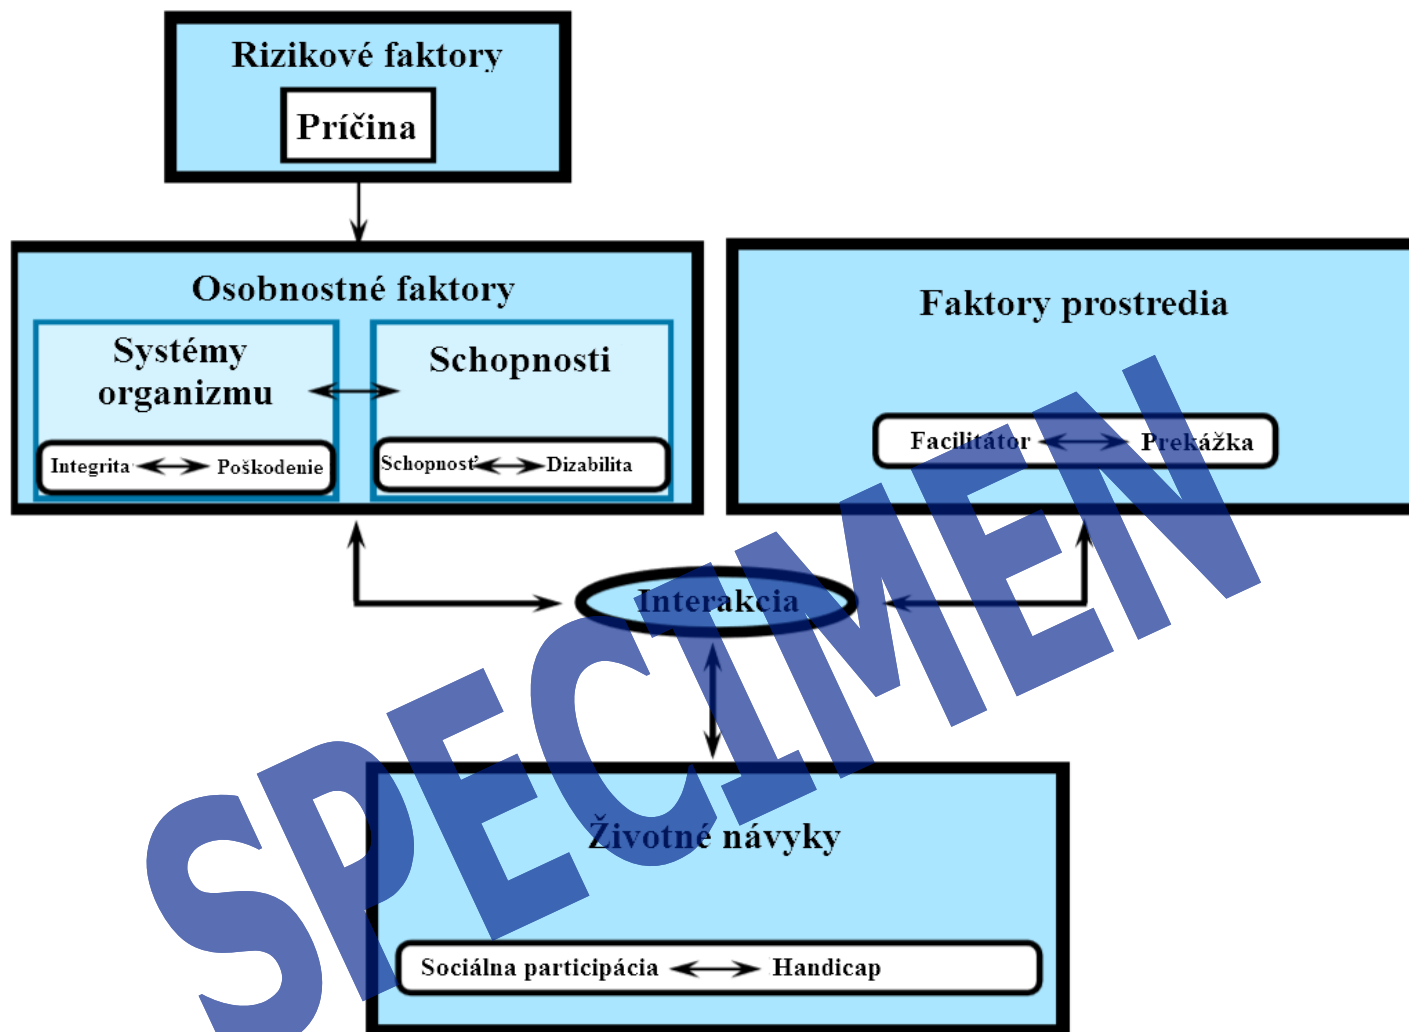 Rizikové faktory
Príčina
Osobnostné faktory
Systémy
organizmu
Schopnosti
Integrita
Poškodenie
Schopnosť
Dizabilita
Faktory prostredia
Facilitátor
Prekážka
Interakcia
Životné návyky
Sociálna participácia
Handicap
SPECIMEN